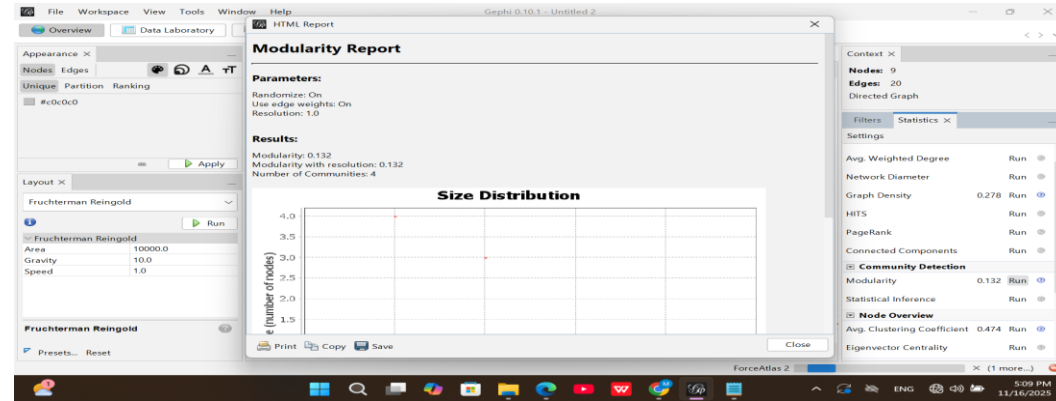 File Workspace View Tools Window Help
Gephi 0.10.1 - Untitled 2
Overview
Data Laboratory
Appearance
Nodes Edges
Unique Partition Ranking
#c0c0c0
Apply
Layout
Fruchterman Reingold
Run
Fruchterman Reingold
Area 10000.0
Gravity 10.0
Speed 1.0
Fruchterman Reingold
Presets... Reset
HTML Report
Modularity Report
Parameters:
Randomize: On
Use edge weights: On
Resolution: 1.0
Results:
Modularity: 0.132
Modularity with resolution: 0.132
Number of Communities: 4
Size Distribution
4.0
3.5
3.0
2.5
2.0
1.5
(number of nodes)
Print Copy Save
Close
Context
Nodes: 9
Edges: 20
Directed Graph
Filters Statistics
Settings
Avg. Weighted Degree Run
Network Diameter Run
Graph Density 0.278 Run
HITS Run
PageRank Run
Connected Components Run
Community Detection
Modularity 0.132 Run
Statistical Inference Run
Node Overview
Avg. Clustering Coefficient 0.474 Run
Eigenvector Centrality Run
ForceAtlas 2
(1 more...)
ENG
5:09 PM
11/16/2025